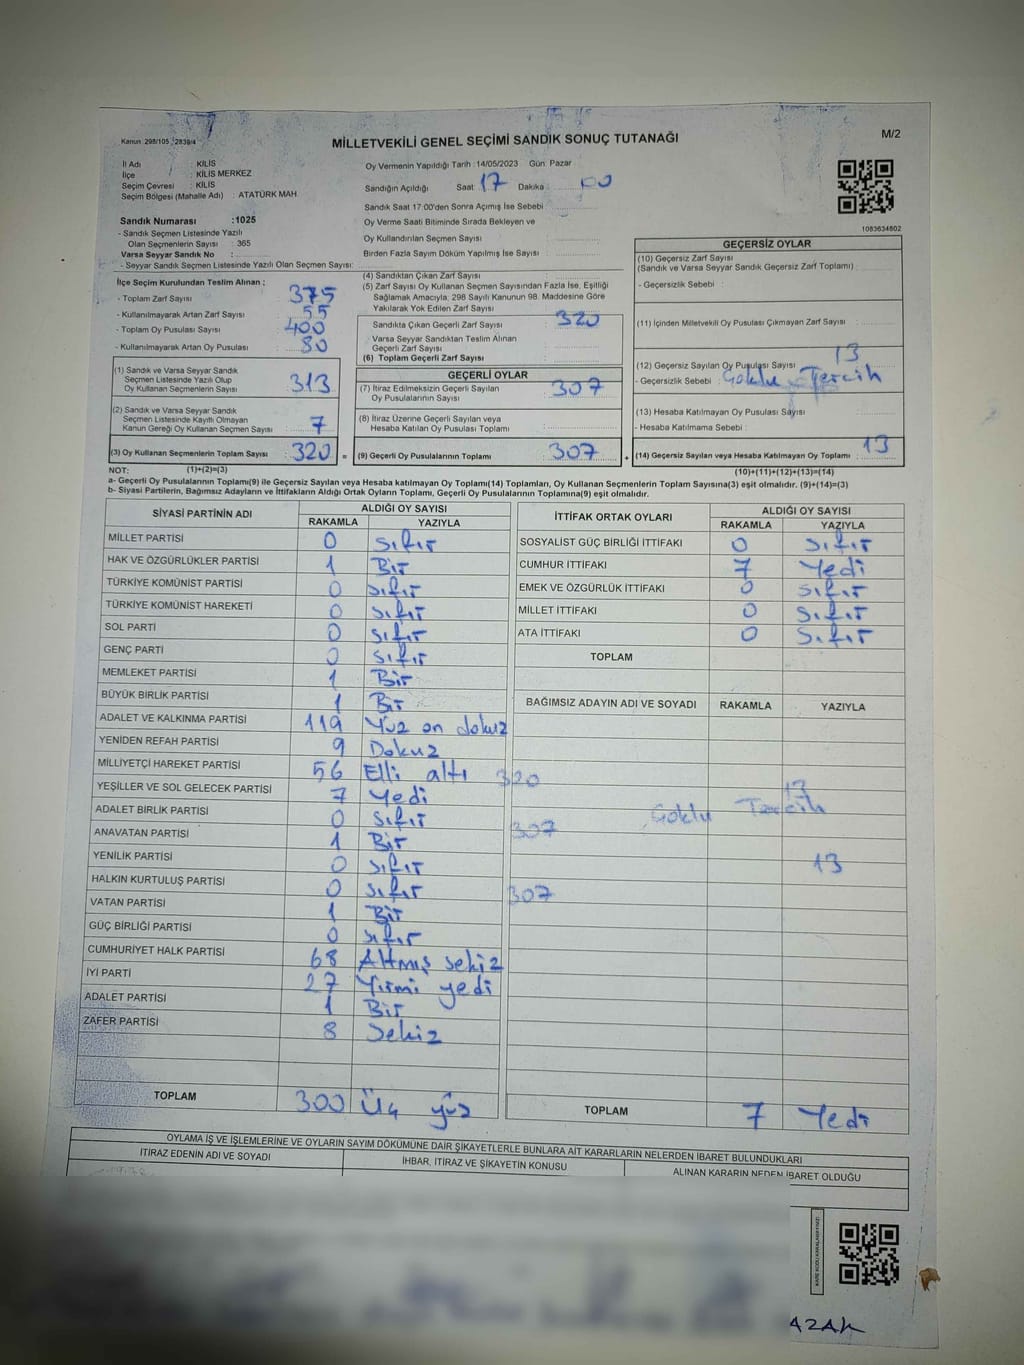 Kanun: 298/105 2839/4
MİLLETVEKİLİ GENEL SEÇİMİ SANDIK SONUÇ TUTANAĞI
M/2
İl Adı : KİLİS
İlçe : KİLİS MERKEZ
Seçim Çevresi : KİLİS
Seçim Bölgesi (Mahalle Adı) : ATATÜRK MAH
Sandık Numarası :1025
- Sandık Seçmen Listesinde Yazılı
Olan Seçmenlerin Sayısı : 365
Varsa Seyyar Sandık No :
- Seyyar Sandık Seçmen Listesinde Yazılı Olan Seçmen Sayısı:
Oy Vermenin Yapıldığı Tarih : 14/05/2023 Gün: Pazar
Sandığın Açıldığı Saat 17 Dakika 00
Sandık Saat 17:00'den Sonra Açımış İse Sebebi
Oy Verme Saati Bitiminde Sırada Bekleyen ve
Oy Kullandırılan Seçmen Sayısı
Birden Fazla Sayım Döküm Yapılmış İse Sayısı:
1083634802
İlçe Seçim Kurulundan Teslim Alınan ;
- Toplam Zarf Sayısı 375
- Kullanılmayarak Artan Zarf Sayısı 55
- Toplam Oy Pusulası Sayısı 400
- Kullanılmayarak Artan Oy Pusulası 80
(1) Sandık ve Varsa Seyyar Sandık
Seçmen Listesinde Yazılı Olup
Oy Kullanan Seçmenlerin Sayısı 313
(2) Sandık ve Varsa Seyyar Sandık
Seçmen Listesinde Kayıtlı Olmayan
Kanun Gereği Oy Kullanan Seçmen Sayısı 7
(3) Oy Kullanan Seçmenlerin Toplam Sayısı 320 =
(4) Sandıktan Çıkan Zarf Sayısı
(5) Zarf Sayısı Oy Kullanan Seçmen Sayısından Fazla İse, Eşitliği
Sağlamak Amacıyla; 298 Sayılı Kanunun 98. Maddesine Göre
Yakılarak Yok Edilen Zarf Sayısı
Sandıkta Çıkan Geçerli Zarf Sayısı 320
Varsa Seyyar Sandıktan Teslim Alınan
Geçerli Zarf Sayısı
(6) Toplam Geçerli Zarf Sayısı
GEÇERLİ OYLAR
(7) İtiraz Edilmeksizin Geçerli Sayılan
Oy Pusulalarının Sayısı 307
(8) İtiraz Üzerine Geçerli Sayılan veya
Hesaba Katılan Oy Pusulası Toplamı
(9) Geçerli Oy Pusulalarının Toplamı 307 +
GEÇERSİZ OYLAR
(10) Geçersiz Zarf Sayısı
(Sandık ve Varsa Seyyar Sandık Geçersiz Zarf Toplamı)
- Geçersizlik Sebebi :
(11) İçinden Milletvekili Oy Pusulası Çıkmayan Zarf Sayısı
(12) Geçersiz Sayılan Oy Pusulası Sayısı 13
- Geçersizlik Sebebi : Çoklu Tercih
(13) Hesaba Katılmayan Oy Pusulası Sayısı
- Hesaba Katılmama Sebebi :
(14) Geçersiz Sayılan veya Hesaba Katılmayan Oy Toplamı 13
NOT: (1)+(2)=(3) (10)+(11)+(12)+(13)=(14)
a- Geçerli Oy Pusulalarının Toplamı(9) ile Geçersiz Sayılan veya Hesaba katılmayan Oy Toplamı(14) Toplamları, Oy Kullanan Seçmenlerin Toplam Sayısına(3) eşit olmalıdır. (9)+(14)=(3)
b- Siyasi Partilerin, Bağımsız Adayların ve İttifakların Aldığı Ortak Oyların Toplamı, Geçerli Oy Pusulalarının Toplamına(9) eşit olmalıdır.
SİYASİ PARTİNİN ADI ALDIĞI OY SAYISI
RAKAMLA YAZIYLA
MİLLET PARTİSİ 0 Sıfır
HAK VE ÖZGÜRLÜKLER PARTİSİ 1 Bir
TÜRKİYE KOMÜNİST PARTİSİ 0 Sıfır
TÜRKİYE KOMÜNİST HAREKETİ 0 Sıfır
SOL PARTİ 0 Sıfır
GENÇ PARTİ 0 Sıfır
MEMLEKET PARTİSİ 1 Bir
BÜYÜK BİRLİK PARTİSİ 1 Bir
ADALET VE KALKINMA PARTİSİ 119 Yüz on dokuz
YENİDEN REFAH PARTİSİ 9 Dokuz
MİLLİYETÇİ HAREKET PARTİSİ 56 Elli altı
YEŞİLLER VE SOL GELECEK PARTİSİ 7 Yedi
ADALET BİRLİK PARTİSİ 0 Sıfır
ANAVATAN PARTİSİ 1 Bir
YENİLİK PARTİSİ 0 Sıfır
HALKIN KURTULUŞ PARTİSİ 0 Sıfır
VATAN PARTİSİ 1 Bir
GÜÇ BİRLİĞİ PARTİSİ 0 Sıfır
CUMHURİYET HALK PARTİSİ 68 Altmış sekiz
İYİ PARTİ 27 Yirmi yedi
ADALET PARTİSİ 1 Bir
ZAFER PARTİSİ 8 Sekiz
TOPLAM 300 Üç yüz
İTTİFAK ORTAK OYLARI ALDIĞI OY SAYISI
RAKAMLA YAZIYLA
SOSYALİST GÜÇ BİRLİĞİ İTTİFAKI 0 Sıfır
CUMHUR İTTİFAKI 7 Yedi
EMEK VE ÖZGÜRLÜK İTTİFAKI 0 Sıfır
MİLLET İTTİFAKI 0 Sıfır
ATA İTTİFAKI 0 Sıfır
TOPLAM
BAĞIMSIZ ADAYIN ADI VE SOYADI RAKAMLA YAZIYLA
320
13
Çoklu Tercih
307
13
307
TOPLAM 7 Yedi
OYLAMA İŞ VE İŞLEMLERİNE VE OYLARIN SAYIM DÖKÜMÜNE DAİR ŞİKAYETLERLE BUNLARA AİT KARARLARIN NELERDEN İBARET BULUNDUKLARI
İTİRAZ EDENİN ADI VE SOYADI İHBAR, İTİRAZ VE ŞİKAYETİN KONUSU ALINAN KARARIN NEDEN İBARET OLDUĞU
AZAK